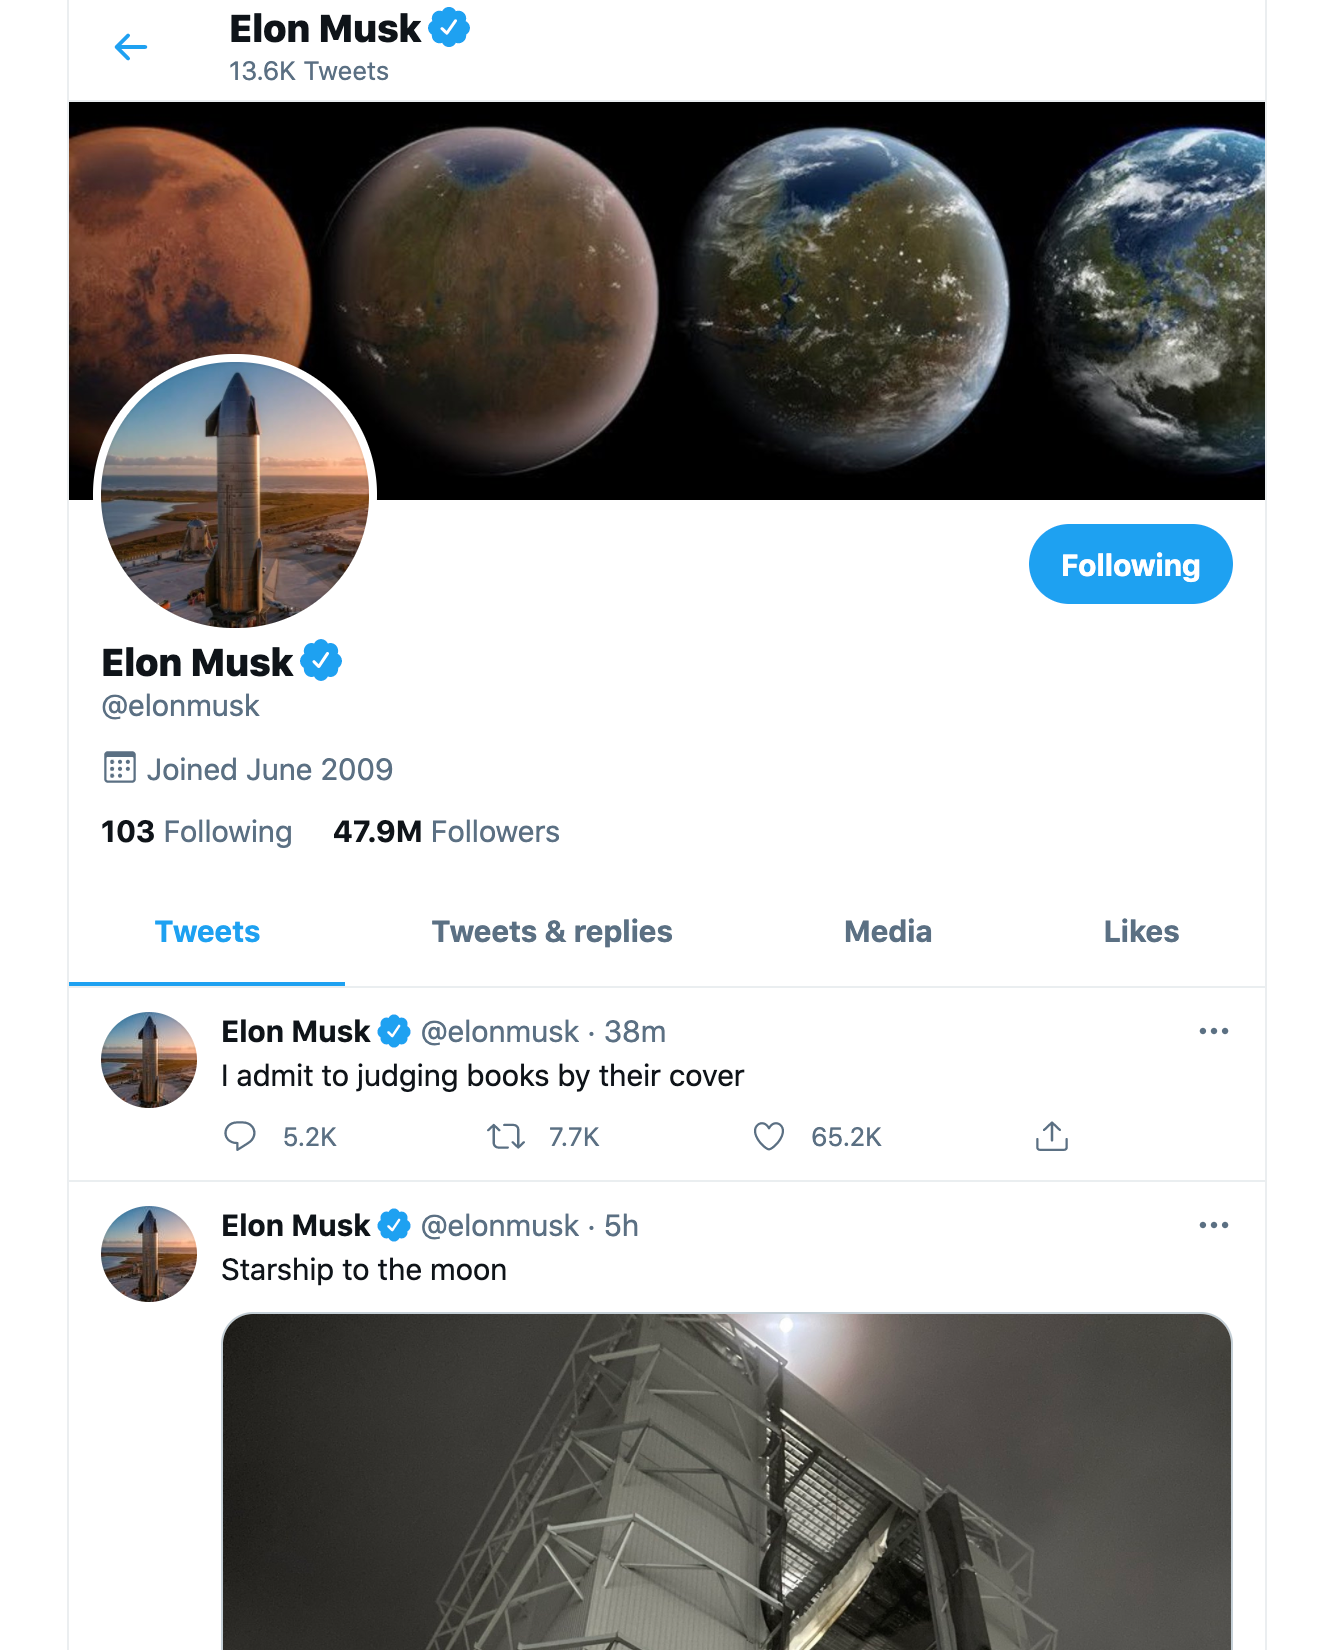 Elon Musk
13.6K Tweets
Following
Elon Musk
@elonmusk
Joined June 2009
103 Following 47.9M Followers
Tweets Tweets & replies Media Likes
Elon Musk @elonmusk · 38m
I admit to judging books by their cover
5.2K 7.7K 65.2K
Elon Musk @elonmusk · 5h
Starship to the moon